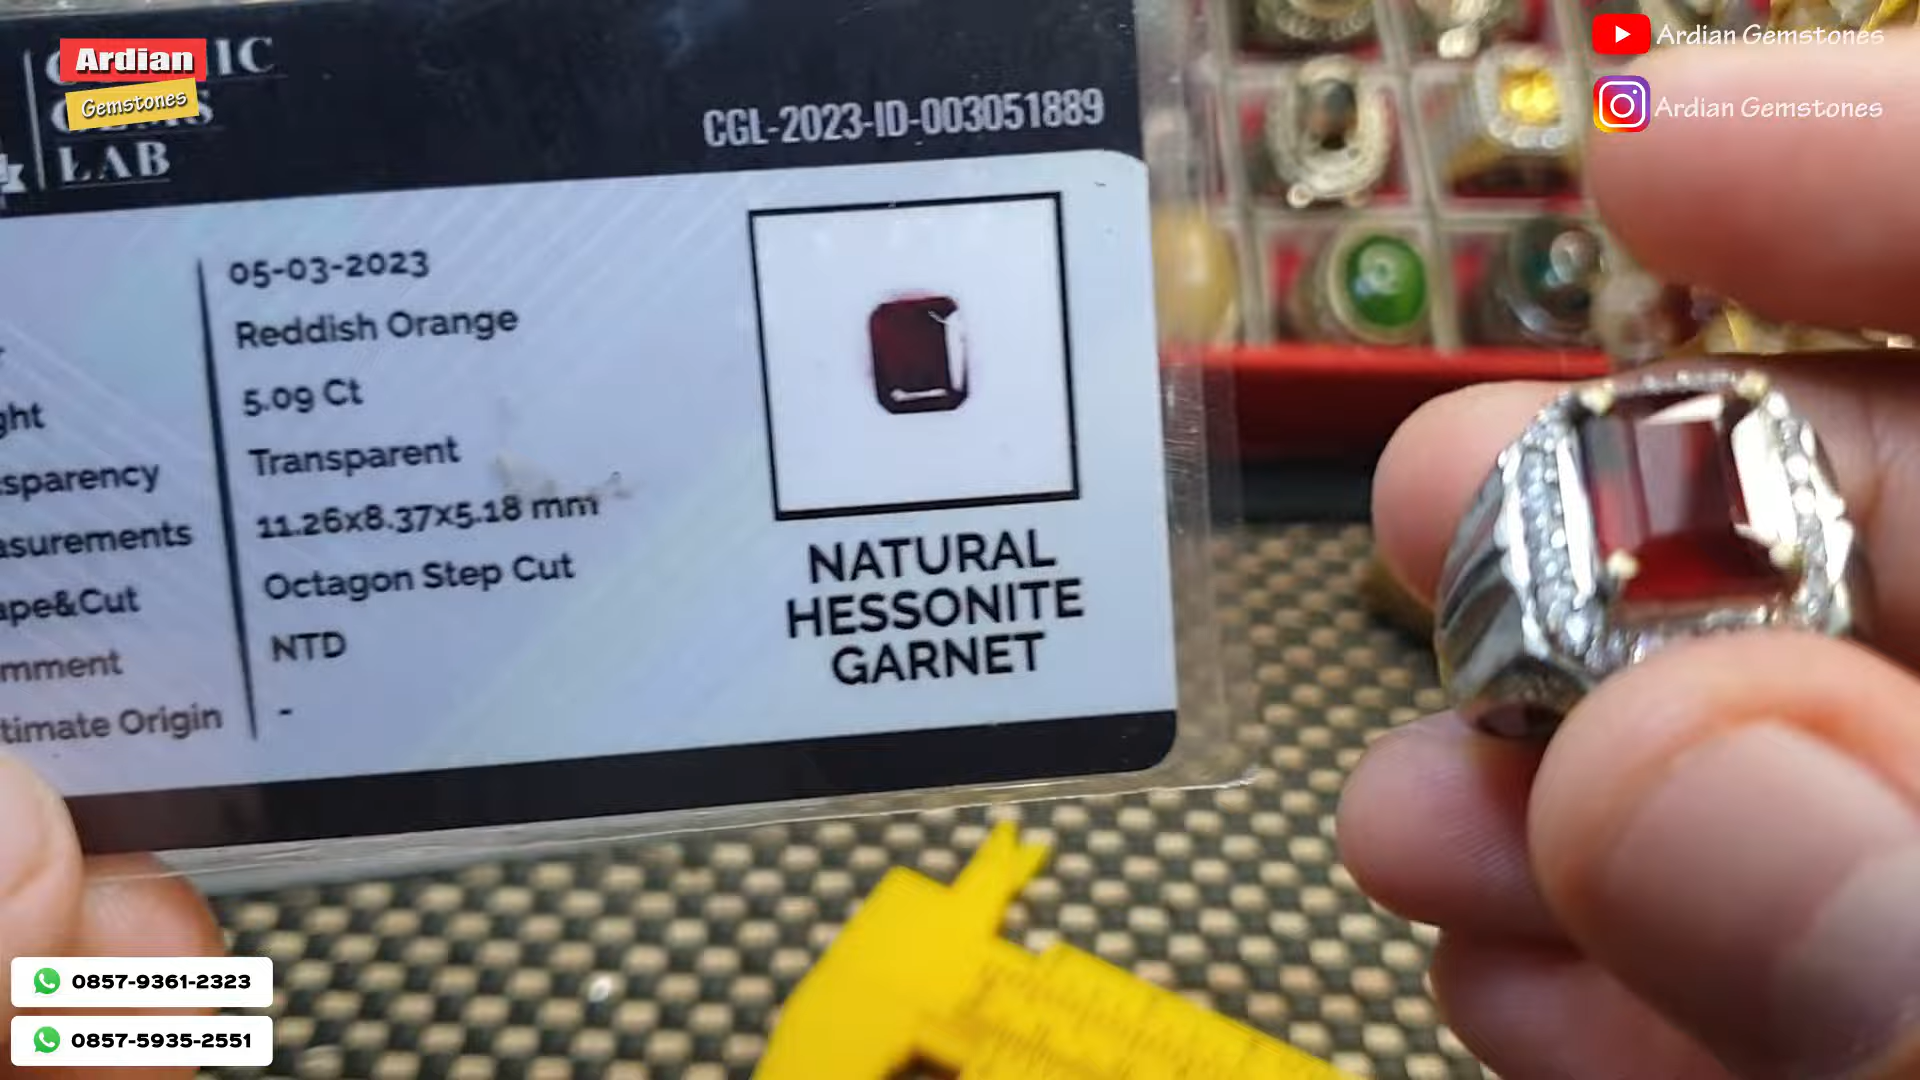 Ardian
Gemstones
IC
LAB
CGL-2023-ID-003051889
05-03-2023
Reddish Orange
ght 5.09 Ct
sparency Transparent
asurements 11.26x8.37x5.18 mm
ape&Cut Octagon Step Cut
mment NTD
timate Origin -
NATURAL
HESSONITE
GARNET
Ardian Gemstones
Ardian Gemstones
0857-9361-2323
0857-5935-2551